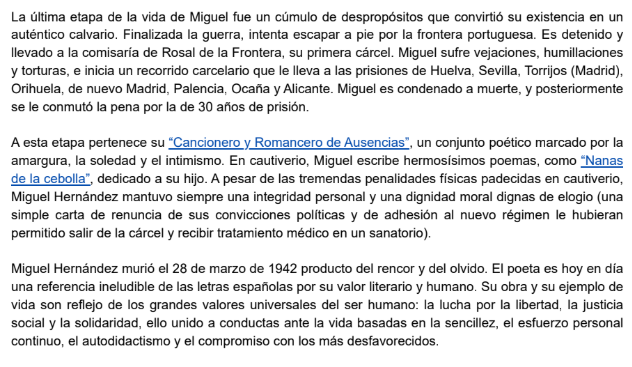 La última etapa de la vida de Miguel fue un cúmulo de despropósitos que convirtió su existencia en un
auténtico calvario. Finalizada la guerra, intenta escapar a pie por la frontera portuguesa. Es detenido y
llevado a la comisaría de Rosal de la Frontera, su primera cárcel. Miguel sufre vejaciones, humillaciones
y torturas, e inicia un recorrido carcelario que le lleva a las prisiones de Huelva, Sevilla, Torrijos (Madrid),
Orihuela, de nuevo Madrid, Palencia, Ocaña y Alicante. Miguel es condenado a muerte, y posteriormente
se le conmutó la pena por la de 30 años de prisión.
A esta etapa pertenece su “Cancionero y Romancero de Ausencias”, un conjunto poético marcado por la
amargura, la soledad y el intimismo. En cautiverio, Miguel escribe hermosísimos poemas, como “Nanas
de la cebolla”, dedicado a su hijo. A pesar de las tremendas penalidades físicas padecidas en cautiverio,
Miguel Hernández mantuvo siempre una integridad personal y una dignidad moral dignas de elogio (una
simple carta de renuncia de sus convicciones políticas y de adhesión al nuevo régimen le hubieran
permitido salir de la cárcel y recibir tratamiento médico en un sanatorio).
Miguel Hernández murió el 28 de marzo de 1942 producto del rencor y del olvido. El poeta es hoy en día
una referencia ineludible de las letras españolas por su valor literario y humano. Su obra y su ejemplo de
vida son reflejo de los grandes valores universales del ser humano: la lucha por la libertad, la justicia
social y la solidaridad, ello unido a conductas ante la vida basadas en la sencillez, el esfuerzo personal
continuo, el autodidactismo y el compromiso con los más desfavorecidos.